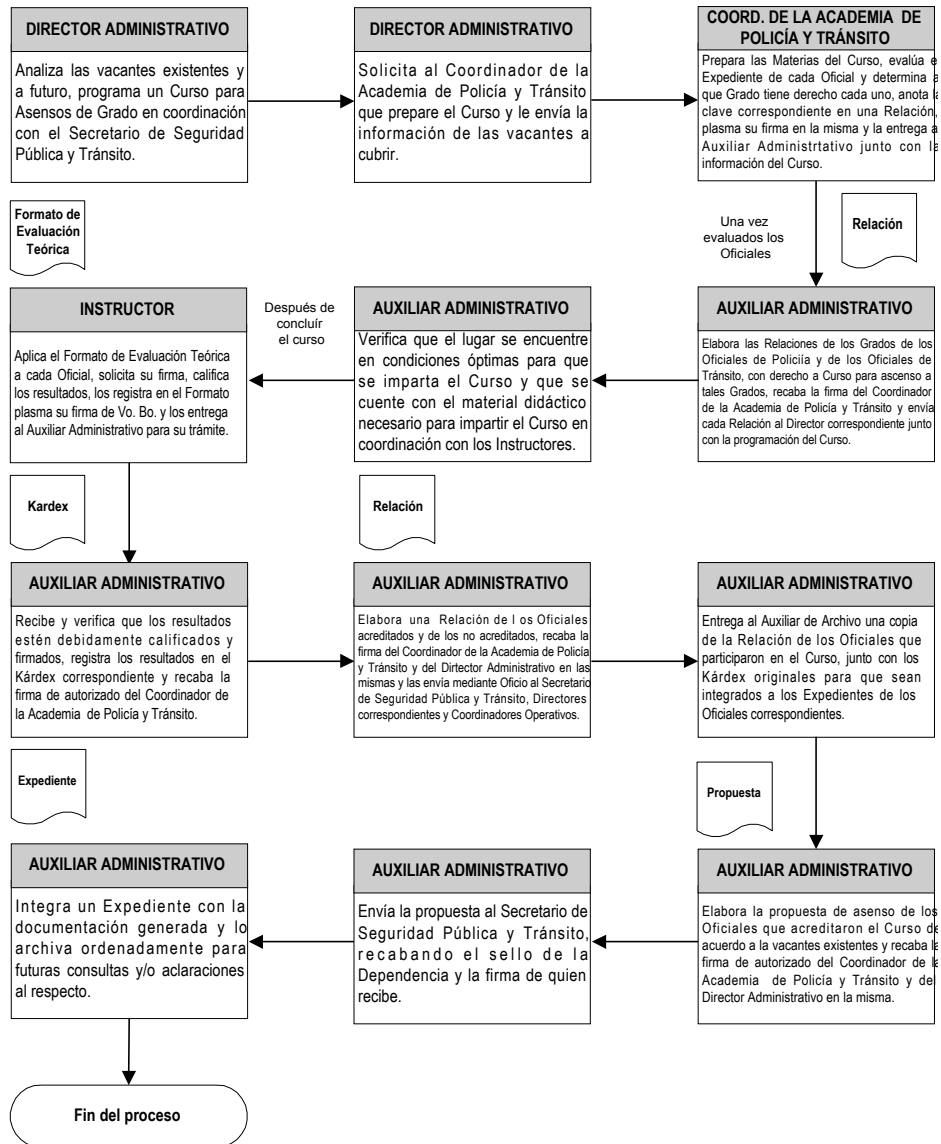 DIRECTOR ADMINISTRATIVO
Analiza las vacantes existentes y
a futuro, programa un Curso para
Asensos de Grado en coordinación
con el Secretario de Seguridad
Pública y Tránsito.
DIRECTOR ADMINISTRATIVO
Solicita al Coordinador de la
Academia de Policía y Tránsito
que prepare el Curso y le envía la
información de las vacantes a
cubrir.
COORD. DE LA ACADEMIA DE
POLICÍA Y TRÁNSITO
Prepara las Materias del Curso, evalúa e
Expediente de cada Oficial y determina a
que Grado tiene derecho cada uno, anota la
clave correspondiente en una Relación,
plasma su firma en la misma y la entrega a
Auxiliar Administrtativo junto con la
información del Curso.
Una vez
evaluados los
Oficiales
Relación
AUXILIAR ADMINISTRATIVO
Elabora las Relaciones de los Grados de los
Oficiales de Policiía y de los Oficiales de
Tránsito, con derecho a Curso para ascenso a
tales Grados, recaba la firma del Coordinador
de la Academia de Policía y Tránsito y envía
cada Relación al Director correspondiente junto
con la programación del Curso.
AUXILIAR ADMINISTRATIVO
Verifica que el lugar se encuentre
en condiciones óptimas para que
se imparta el Curso y que se
cuente con el material didáctico
necesario para impartir el Curso en
coordinación con los Instructores.
Relación
Después de
concluír
el curso
Formato de
Evaluación
Teórica
INSTRUCTOR
Aplica el Formato de Evaluación Teórica
a cada Oficial, solicita su firma, califica
los resultados, los registra en el Formato
plasma su firma de Vo. Bo. y los entrega
al Auxiliar Administrativo para su trámite.
Kardex
AUXILIAR ADMINISTRATIVO
Recibe y verifica que los resultados
estén debidamente calificados y
firmados, registra los resultados en el
Kárdex correspondiente y recaba la
firma de autorizado del Coordinador de
la Academia de Policía y Tránsito.
AUXILIAR ADMINISTRATIVO
Elabora una Relación de l os Oficiales
acreditados y de los no acreditados, recaba la
firma del Coordinador de la Academia de Policía
y Tránsito y del Dirtector Administrativo en las
mismas y las envía mediante Oficio al Secretario
de Seguridad Pública y Tránsito, Directores
correspondientes y Coordinadores Operativos.
AUXILIAR ADMINISTRATIVO
Entrega al Auxiliar de Archivo una copia
de la Relación de los Oficiales que
participaron en el Curso, junto con los
Kárdex originales para que sean
integrados a los Expedientes de los
Oficiales correspondientes.
Propuesta
AUXILIAR ADMINISTRATIVO
Elabora la propuesta de asenso de los
Oficiales que acreditaron el Curso de
acuerdo a la vacantes existentes y recaba la
firma de autorizado del Coordinador de la
Academia de Policía y Tránsito y del
Director Administrativo en la misma.
AUXILIAR ADMINISTRATIVO
Envía la propuesta al Secretario de
Seguridad Pública y Tránsito,
recabando el sello de la
Dependencia y la firma de quien
recibe.
Expediente
AUXILIAR ADMINISTRATIVO
Integra un Expediente con la
documentación generada y lo
archiva ordenadamente para
futuras consultas y/o aclaraciones
al respecto.
Fin del proceso